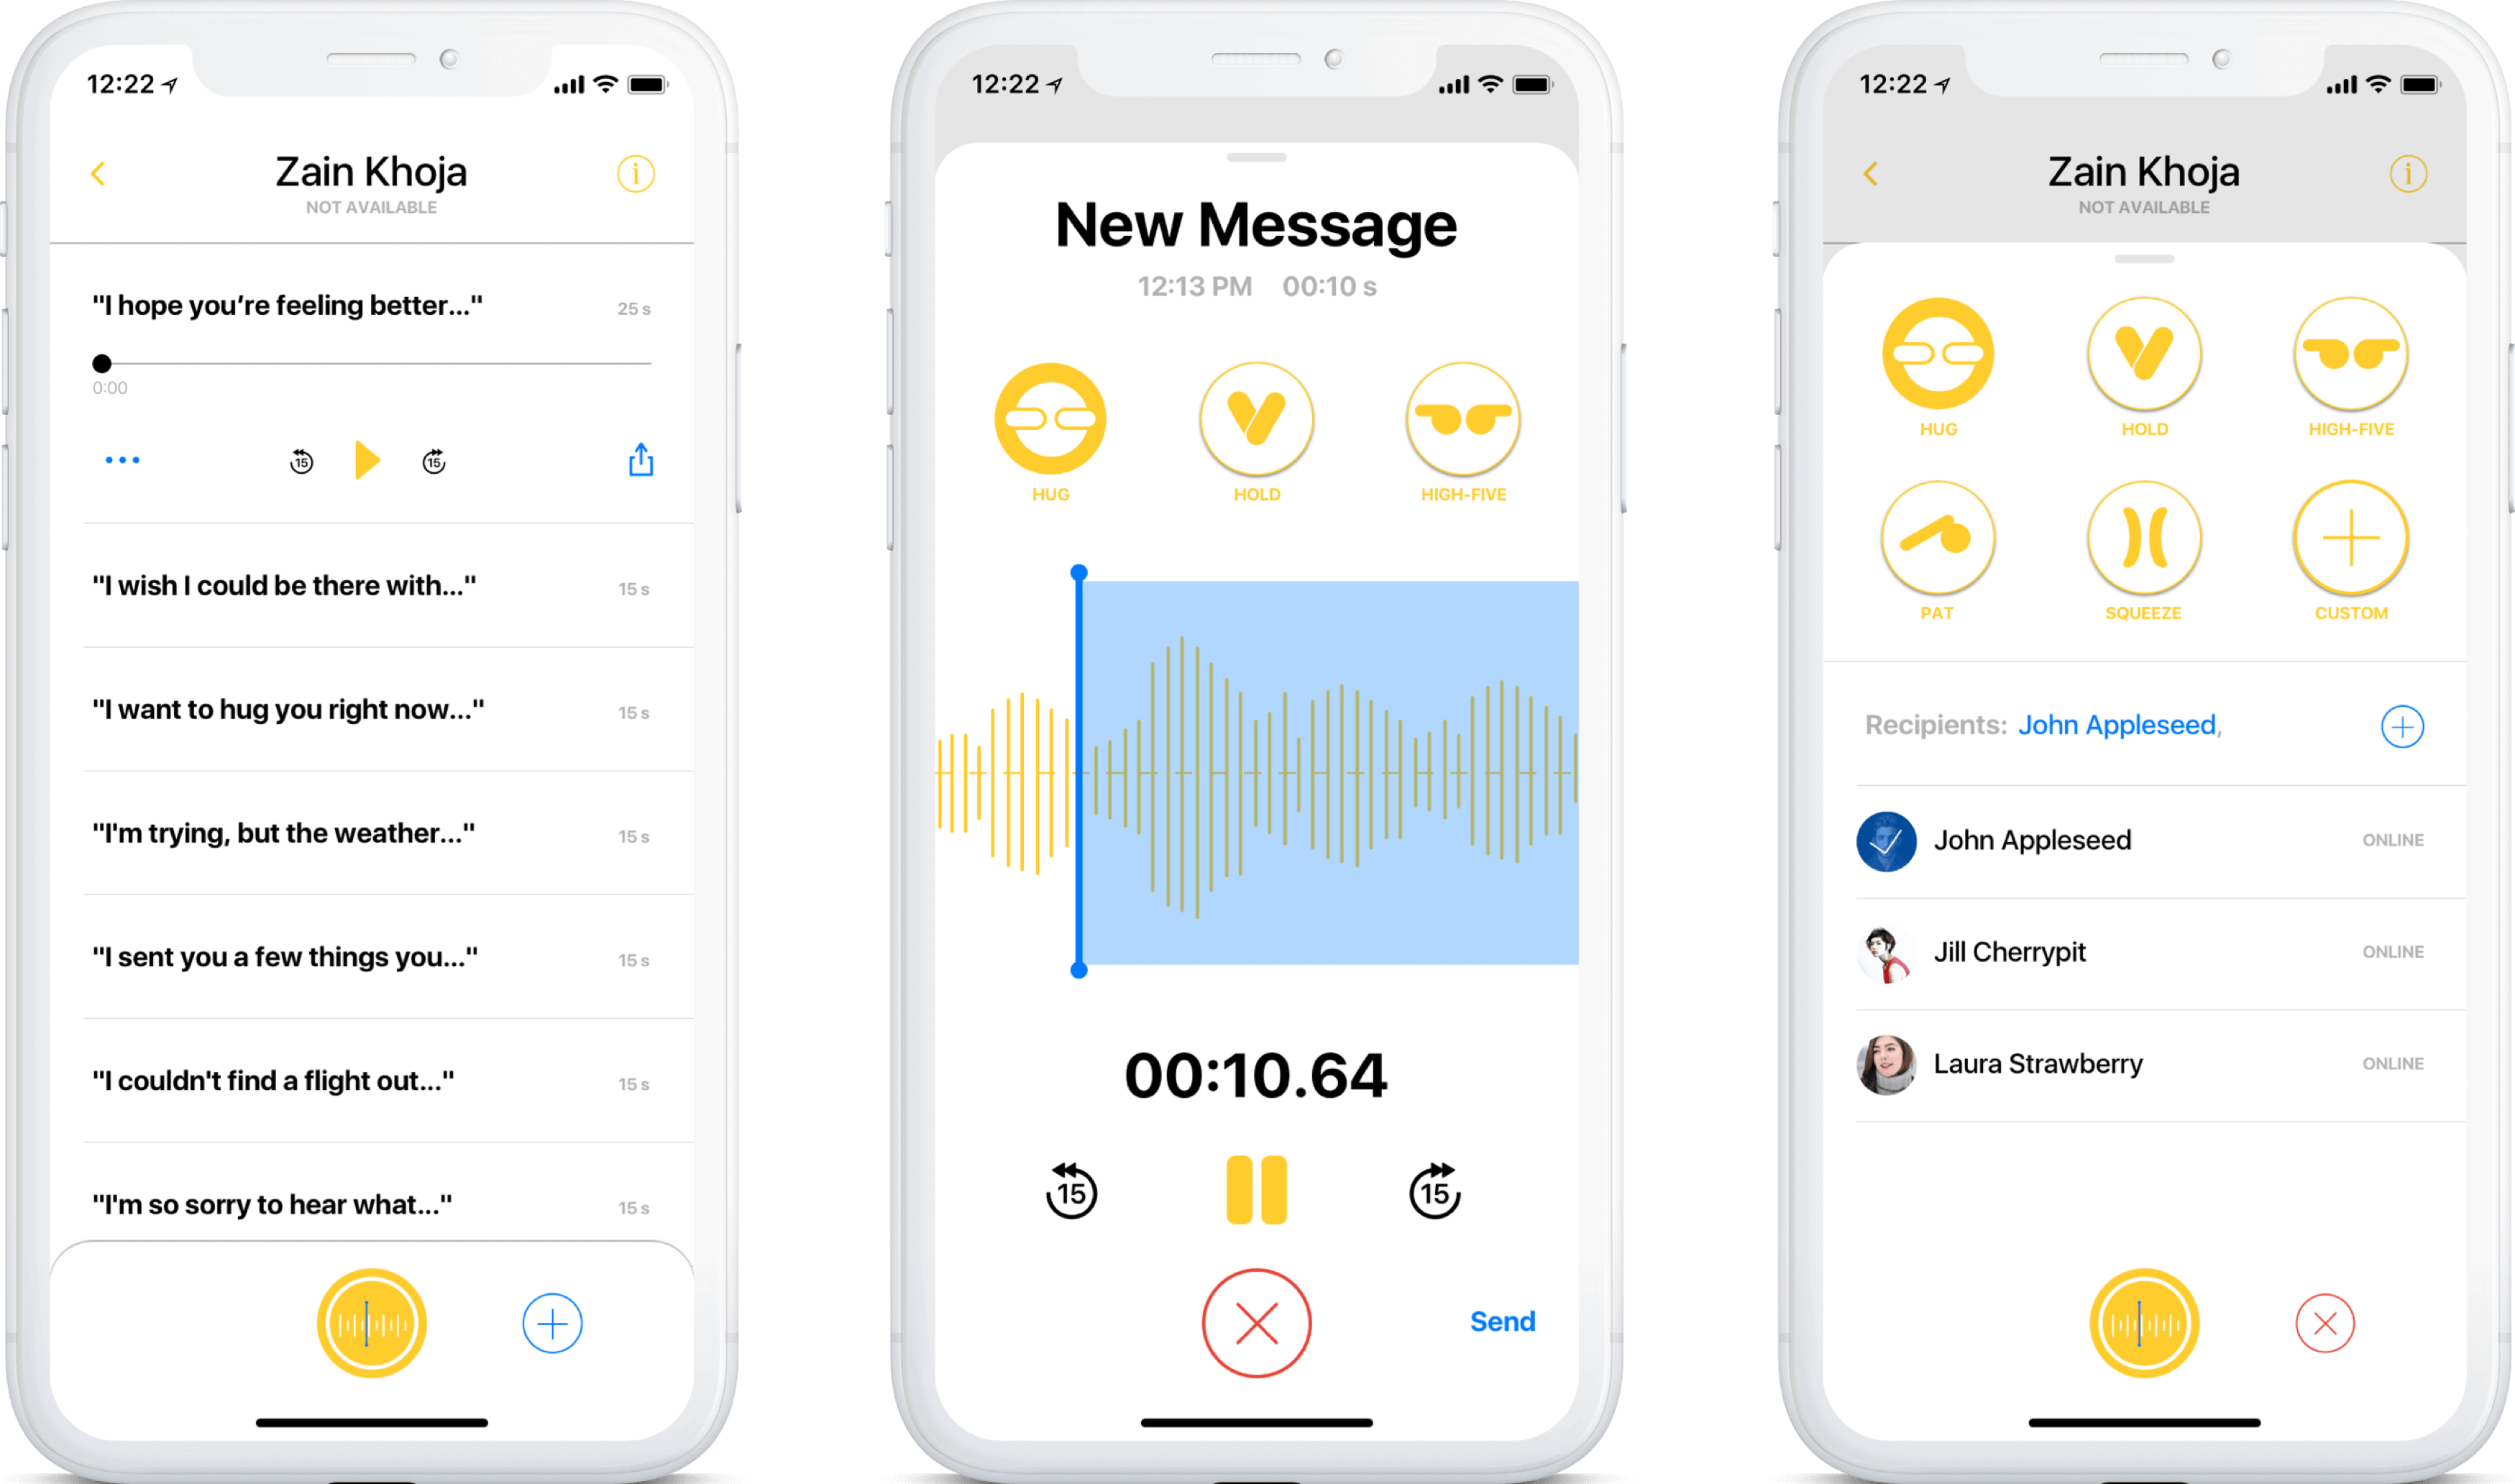 12:22
Zain Khoja
NOT AVAILABLE
"I hope you’re feeling better..."
25 s
0:00
15
15
"I wish I could be there with..."
15 s
"I want to hug you right now..."
15 s
"I'm trying, but the weather..."
15 s
"I sent you a few things you..."
15 s
"I couldn't find a flight out..."
15 s
"I'm so sorry to hear what..."
15 s
12:22
New Message
12:13 PM 00:10 s
HUG HOLD HIGH-FIVE
00:10.64
15
15
Send
12:22
Zain Khoja
NOT AVAILABLE
HUG HOLD HIGH-FIVE
PAT SQUEEZE CUSTOM
Recipients: John Appleseed,
John Appleseed ONLINE
Jill Cherrypit ONLINE
Laura Strawberry ONLINE